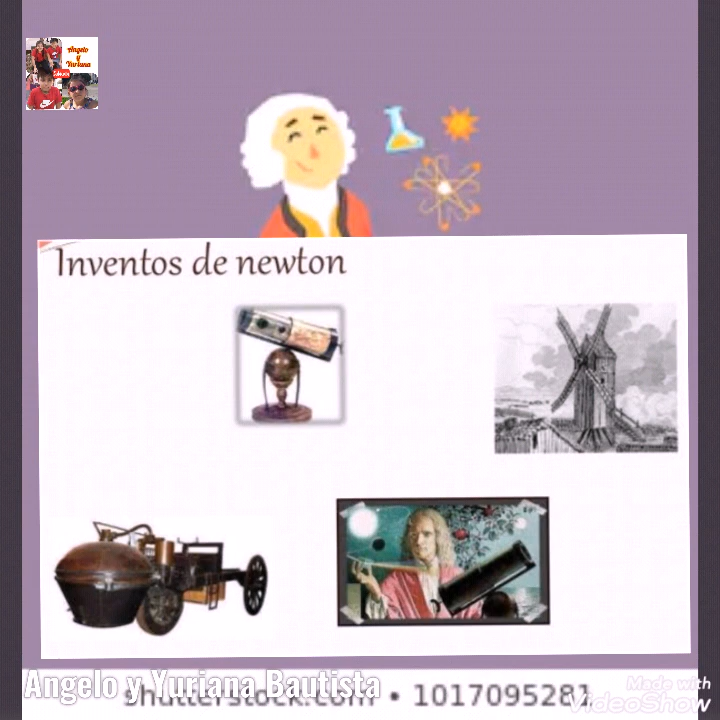 Angelo
y
Yuriana
Inventos de newton
Angelo y Yuriana Bautista
shutterstock.com • 1017095281
Made with
VideoShow